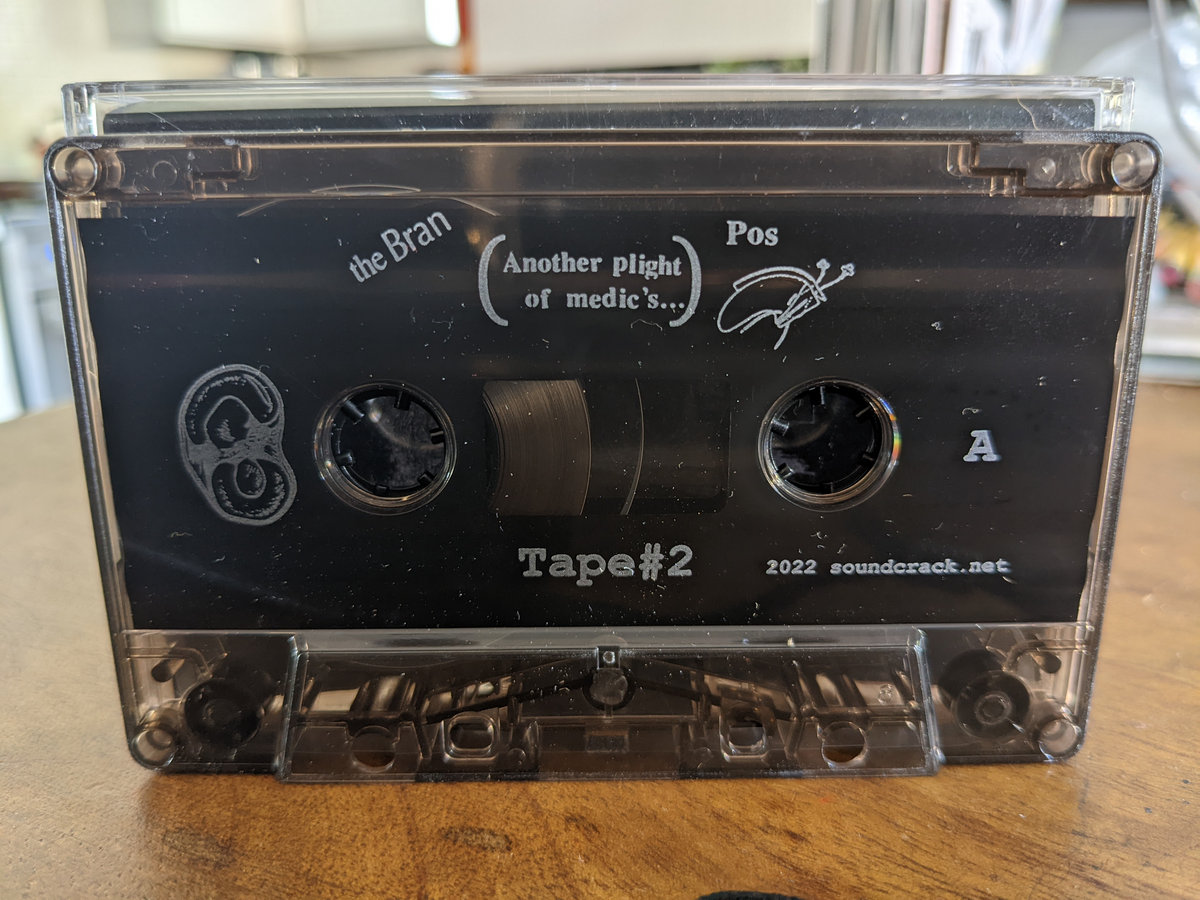 the Bran
(Another plight
of medic's...)
Pos
A
Tape#2
2022 soundcrack.net